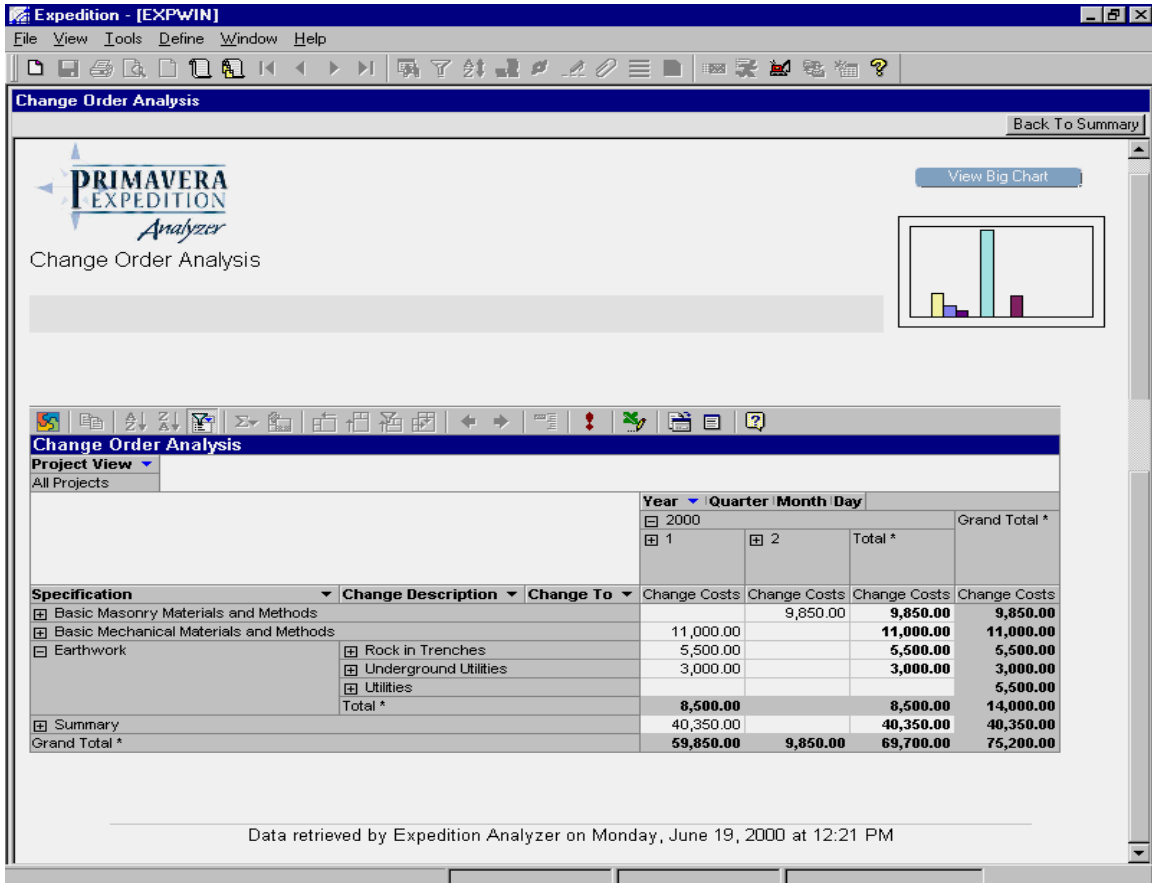 Expedition - [EXPWIN]
File View Tools Define Window Help
Change Order Analysis
Back To Summary
PRIMAVERA
EXPEDITION
Analyzer
View Big Chart
Change Order Analysis
Change Order Analysis
Project View
All Projects
Year Quarter Month Day
2000 Grand Total *
1 2 Total *
Specification Change Description Change To Change Costs Change Costs Change Costs Change Costs
Basic Masonry Materials and Methods 9,850.00 9,850.00 9,850.00
Basic Mechanical Materials and Methods 11,000.00 11,000.00 11,000.00
Earthwork Rock in Trenches 5,500.00 5,500.00 5,500.00
Underground Utilities 3,000.00 3,000.00 3,000.00
Utilities 5,500.00
Total * 8,500.00 8,500.00 14,000.00
Summary 40,350.00 40,350.00 40,350.00
Grand Total * 59,850.00 9,850.00 69,700.00 75,200.00
Data retrieved by Expedition Analyzer on Monday, June 19, 2000 at 12:21 PM